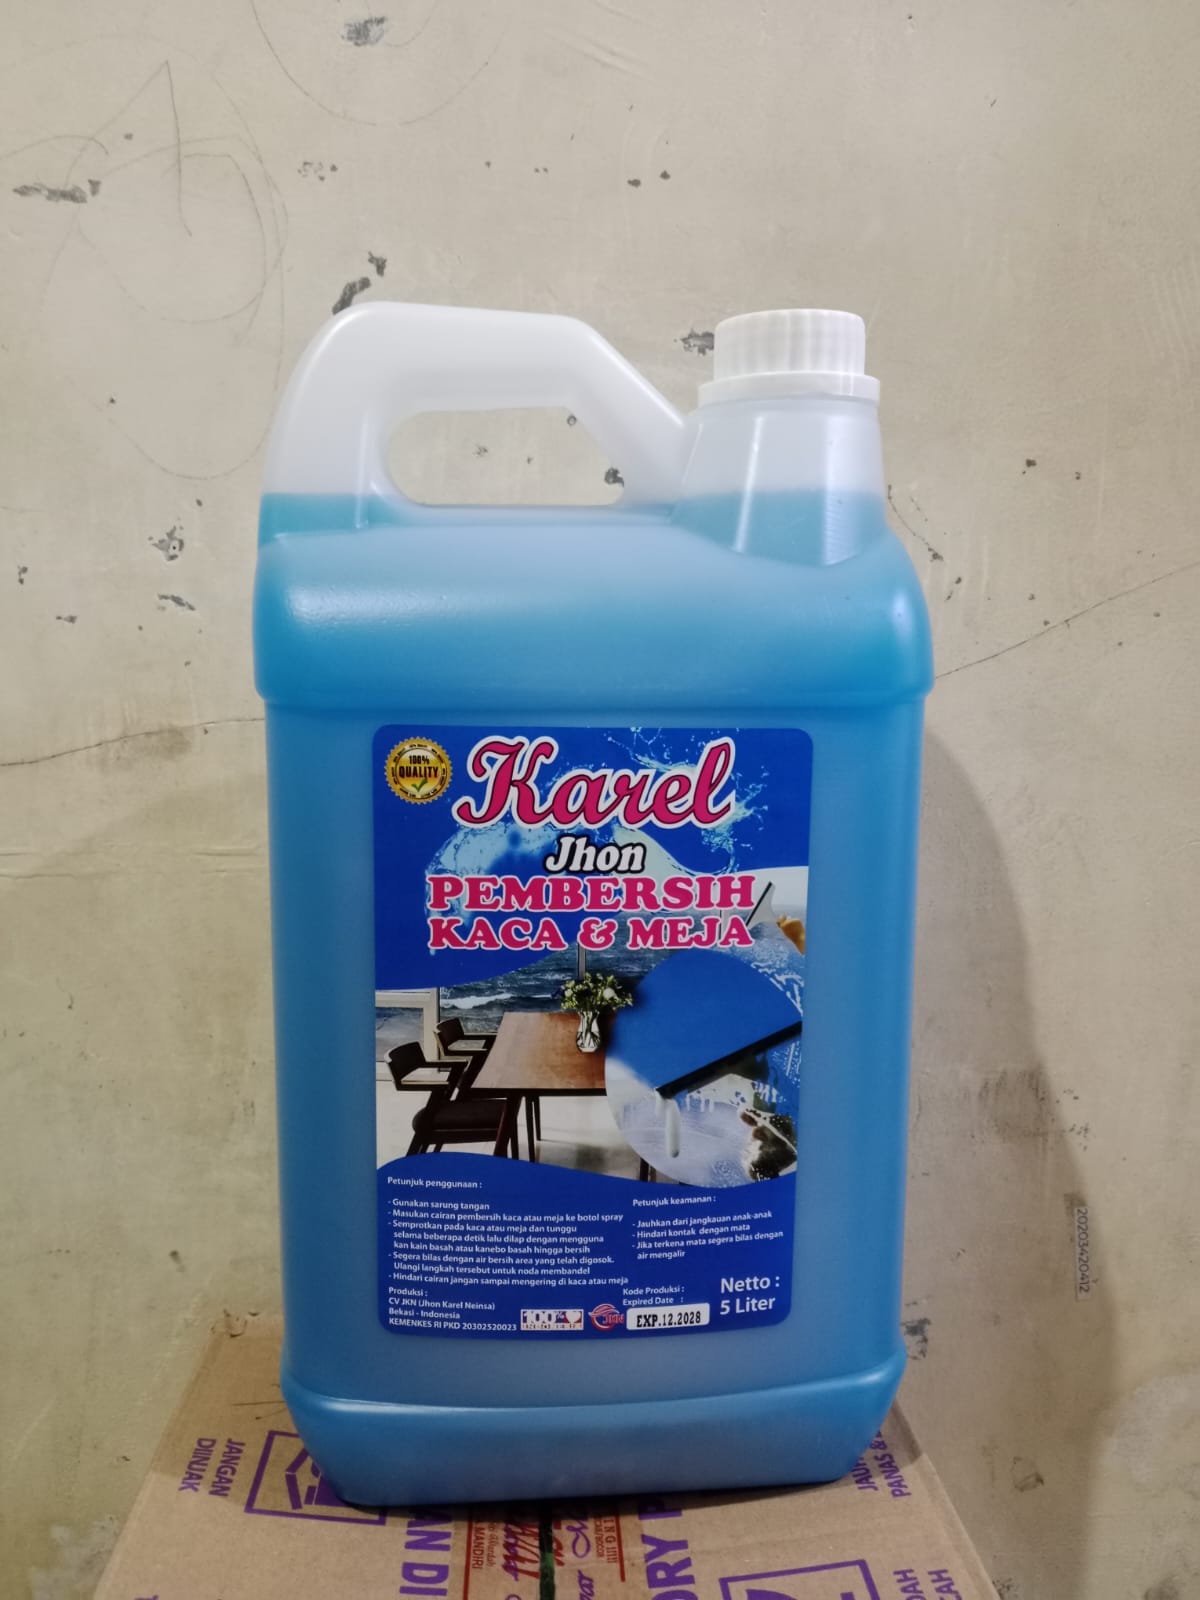 100%
QUALITY
Karel
Jhon
PEMBERSIH
KACA & MEJA
Petunjuk penggunaan :
- Gunakan sarung tangan
- Masukan cairan pembersih kaca atau meja ke botol spray
- Semprotkan pada kaca atau meja dan tunggu
selama beberapa detik lalu dilap dengan mengguna
kan kain basah atau kanebo basah hingga bersih
- Segera bilas dengan air bersih area yang telah digosok.
Ulangi langkah tersebut untuk noda membandel
- Hindari cairan jangan sampai mengering di kaca atau meja
Petunjuk keamanan :
- Jauhkan dari jangkauan anak-anak
- Hindari kontak dengan mata
- Jika terkena mata segera bilas dengan
air mengalir
Produksi :
CV JKN (Jhon Karel Neinsa)
Bekasi - Indonesia
KEMENKES RI PKD 20302520023
100%
JKN
Kode Produksi :
Expired Date :
EXP.12.2028
Netto :
5 Liter
20203420412
JANGAN
DIINJAK
PANAS &